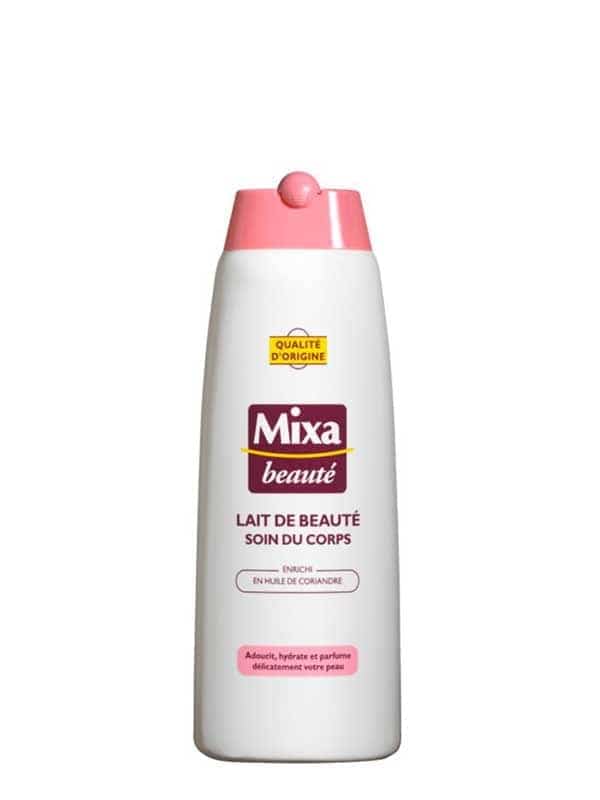 QUALITÉ
D'ORIGINE
Mixa
beauté
LAIT DE BEAUTÉ
SOIN DU CORPS
ENRICHI
EN HUILE DE CORIANDRE
Adoucit, hydrate et parfume
délicatement votre peau